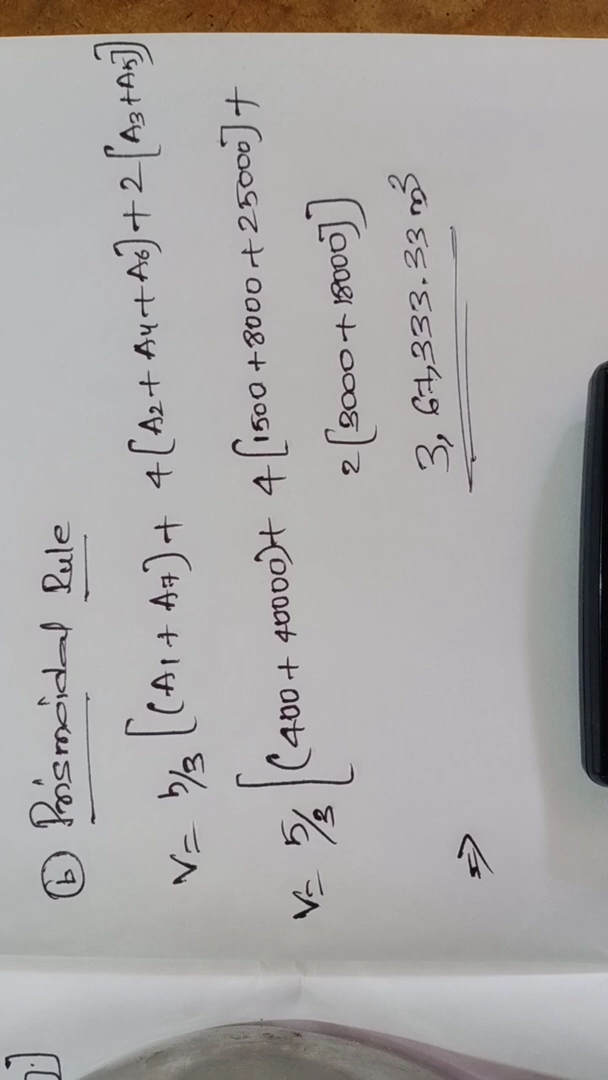 (b) Prismoidal Rule
V= h/3 [(A1 + A7) + 4[A2 + A4 + A6] + 2[A3 + A5]
V= 5/3 [(400 + 40000)+ 4[1500 + 8000 + 25000] +
2[3000 + 18000]]
⇒ 3,67,333.33 m3